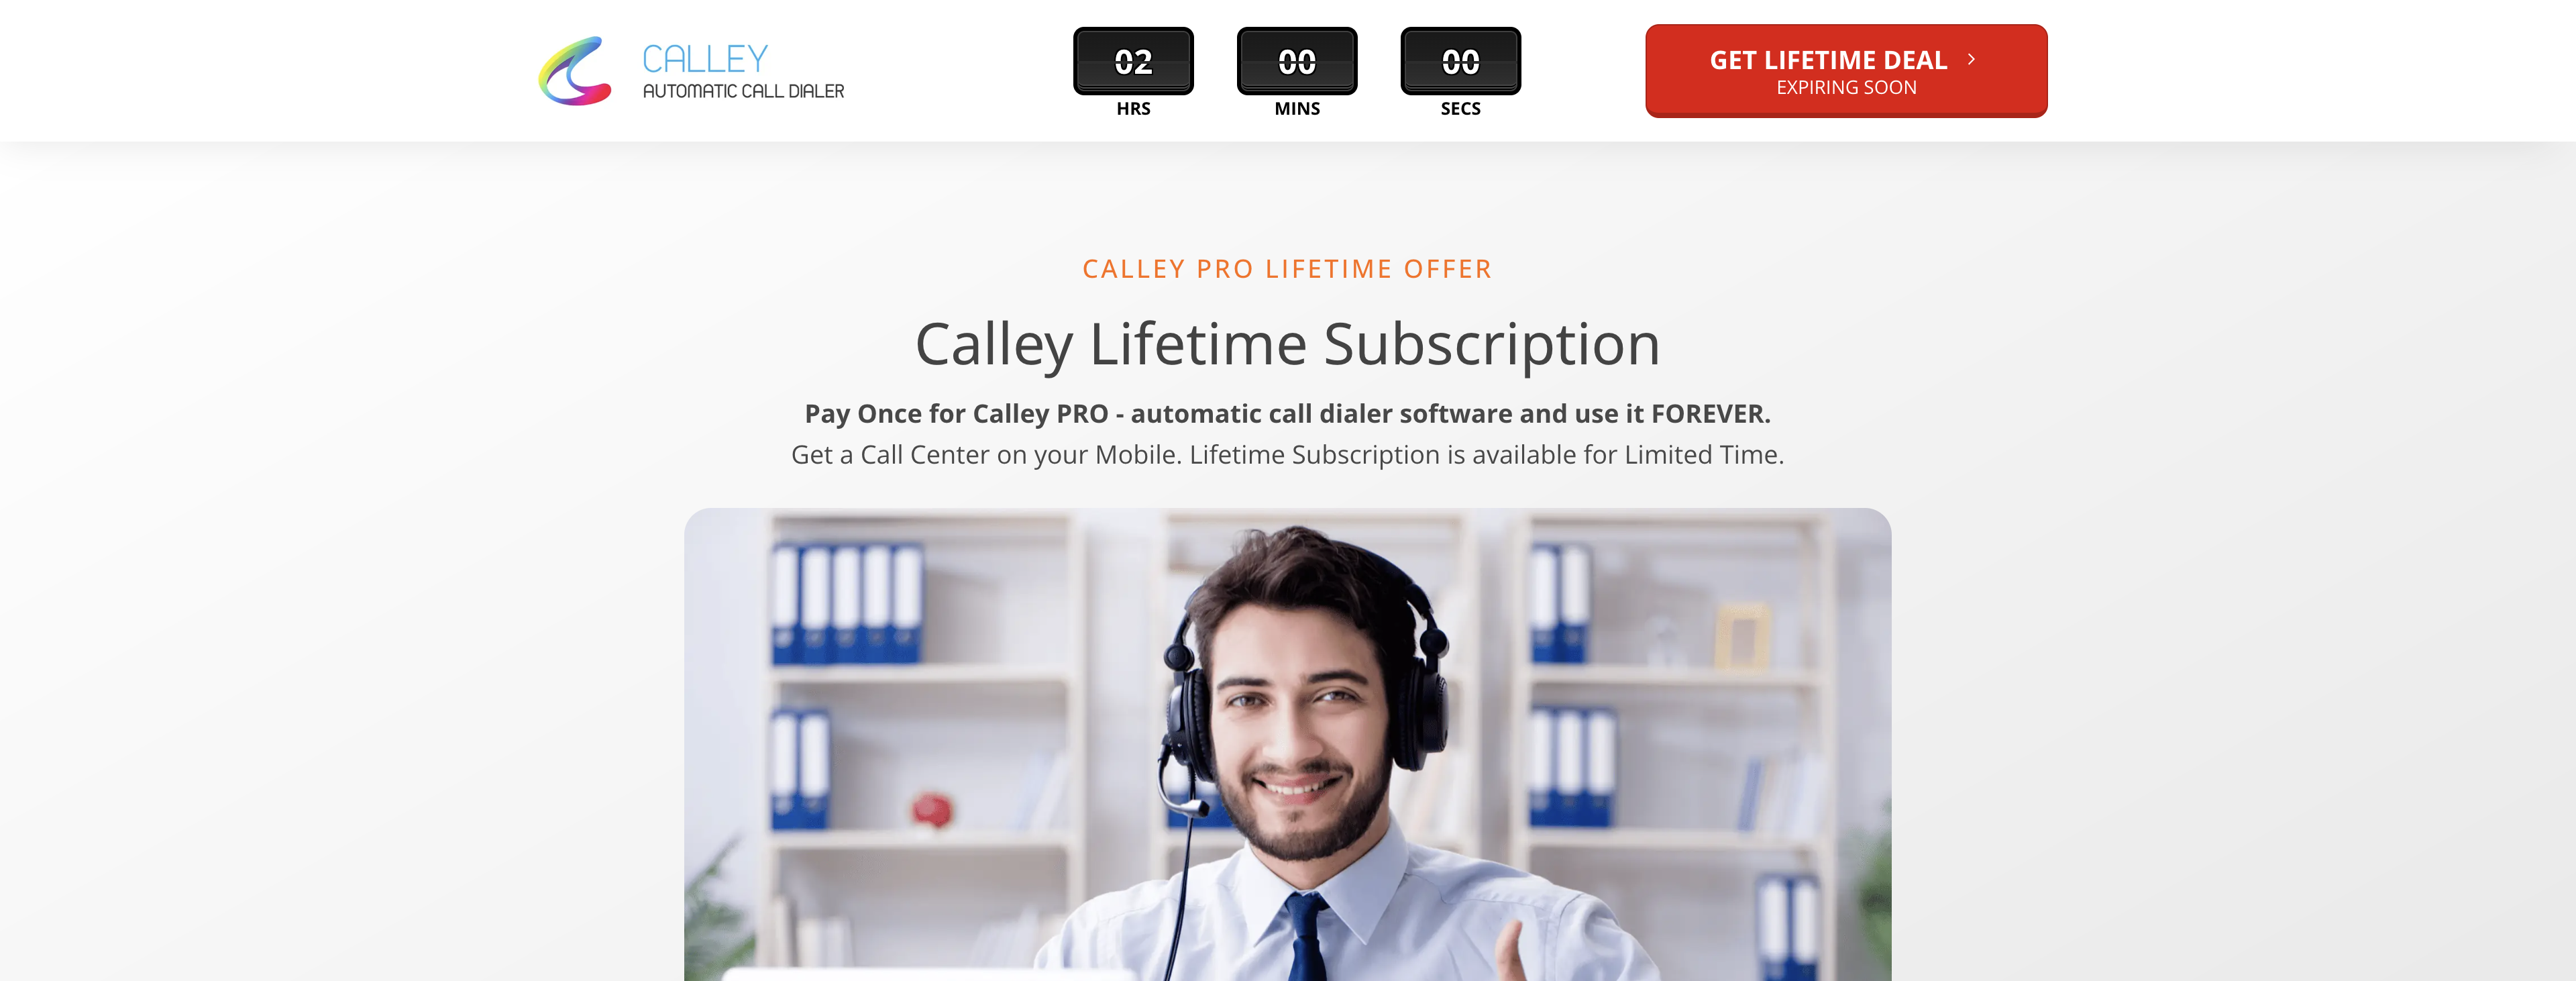 CALLEY
AUTOMATIC CALL DIALER
02
00
00
HRS
MINS
SECS
GET LIFETIME DEAL
EXPIRING SOON
CALLEY PRO LIFETIME OFFER
Calley Lifetime Subscription
Pay Once for Calley PRO - automatic call dialer software and use it FOREVER.
Get a Call Center on your Mobile. Lifetime Subscription is available for Limited Time.